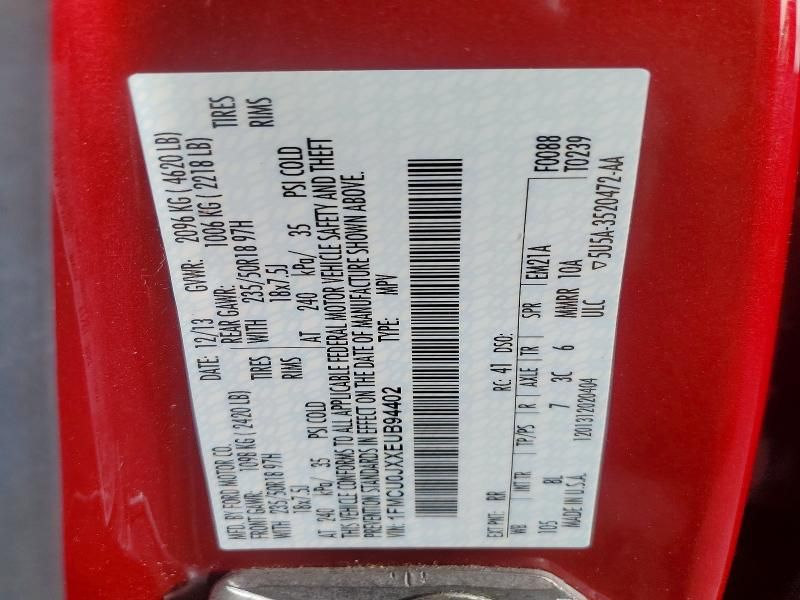 MFD. BY FORD MOTOR CO.
DATE: 12/13 GVWR: 2096 KG ( 4620 LB)
FRONT GAWR: 1098 KG (2420 LB) REAR GAWR: 1006 KG ( 2218 LB)
WITH 235/50R18 97H TIRES WITH 235/50R18 97H TIRES
18x7.5J RIMS 18x7.5J RIMS
AT 240 kPa/ 35 PSI COLD AT 240 kPa/ 35 PSI COLD
THIS VEHICLE CONFORMS TO ALL APPLICABLE FEDERAL MOTOR VEHICLE SAFETY AND THEFT
PREVENTION STANDARDS IN EFFECT ON THE DATE OF MANUFACTURE SHOWN ABOVE.
VIN: 1FMCU0JXXEUB94402 TYPE: MPV
EXT PNT: RR RC: 41 DSO: F0088
WB INT TR TP/PS R AXLE TR SPR EM21A T0239
105 8L 7 3C 6 MMRR 10A
MADE IN U.S.A. 1201312020404 ULC ▽5U5A-3520472-AA